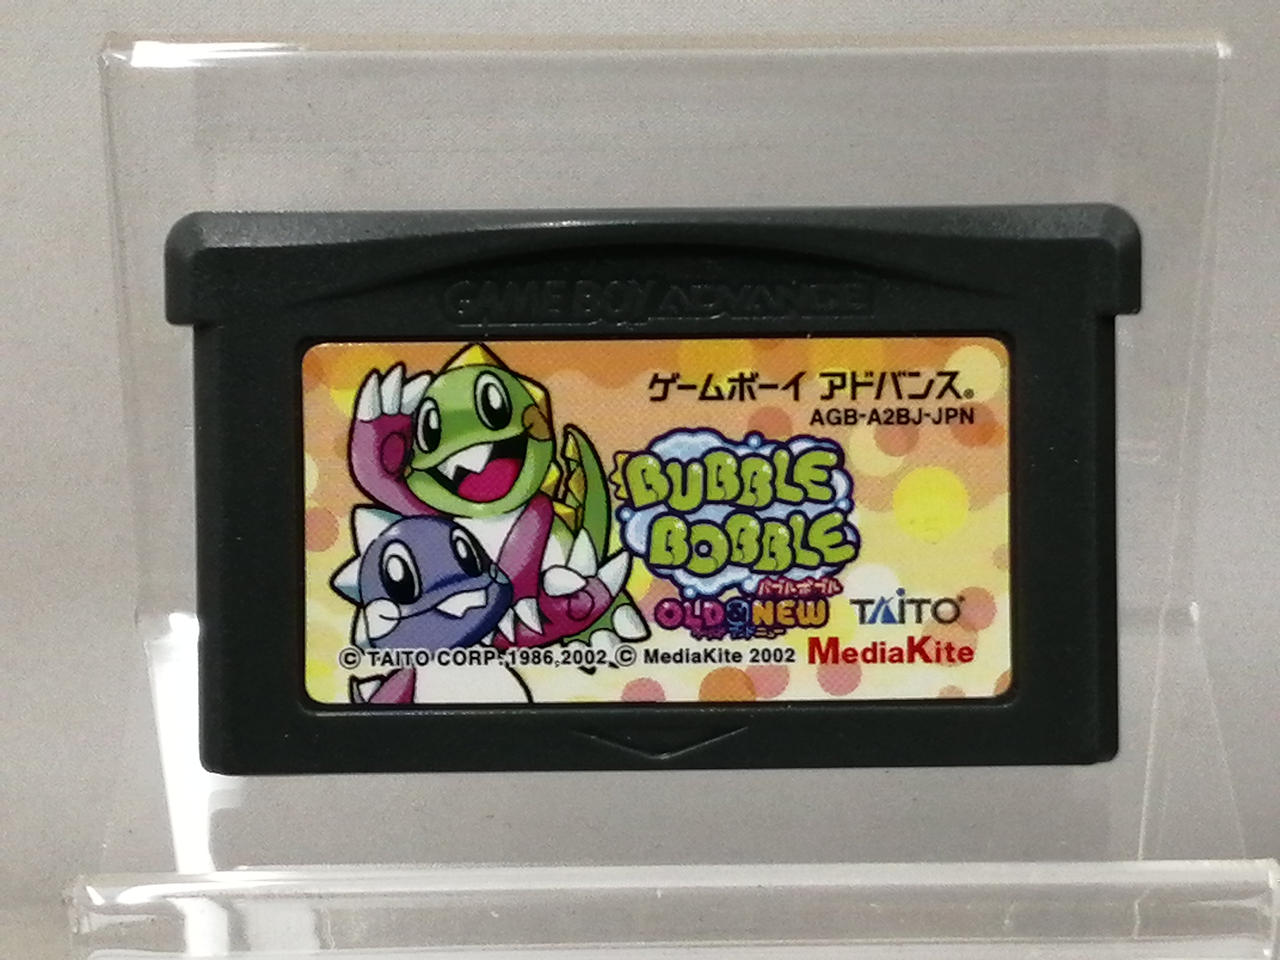 GAME BOY ADVANCE
ゲームボーイ アドバンス®
AGB-A2BJ-JPN
BUBBLE
BOBBLE
バブルボブル
OLD & NEW
TAITO®
© TAITO CORP. 1986,2002 © MediaKite 2002 MediaKite